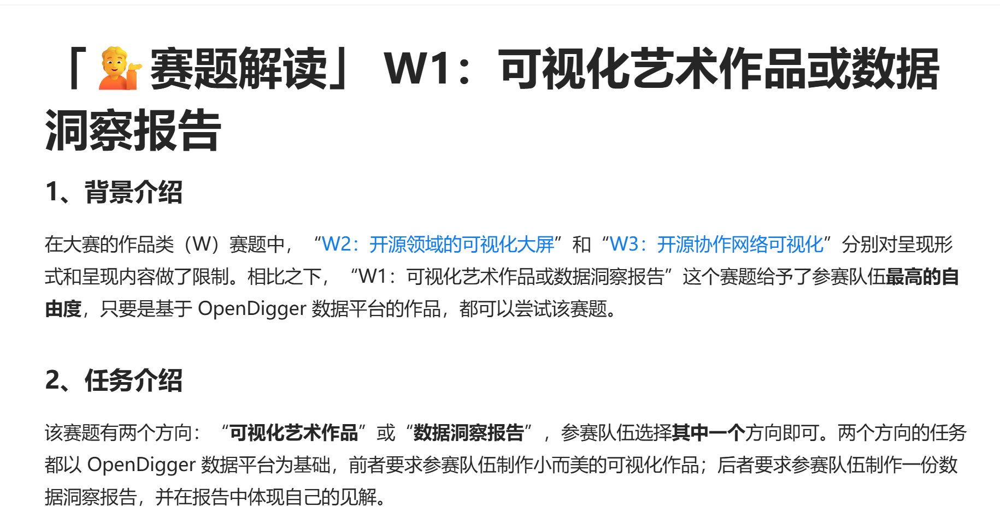 「💁赛题解读」 W1：可视化艺术作品或数据
洞察报告
1、背景介绍
在大赛的作品类（W）赛题中，“W2：开源领域的可视化大屏”和“W3：开源协作网络可视化”分别对呈现形
式和呈现内容做了限制。相比之下，“W1：可视化艺术作品或数据洞察报告”这个赛题给予了参赛队伍最高的自
由度，只要是基于 OpenDigger 数据平台的作品，都可以尝试该赛题。
2、任务介绍
该赛题有两个方向：“可视化艺术作品”或“数据洞察报告”，参赛队伍选择其中一个方向即可。两个方向的任务
都以 OpenDigger 数据平台为基础，前者要求参赛队伍制作小而美的可视化作品；后者要求参赛队伍制作一份数
据洞察报告，并在报告中体现自己的见解。